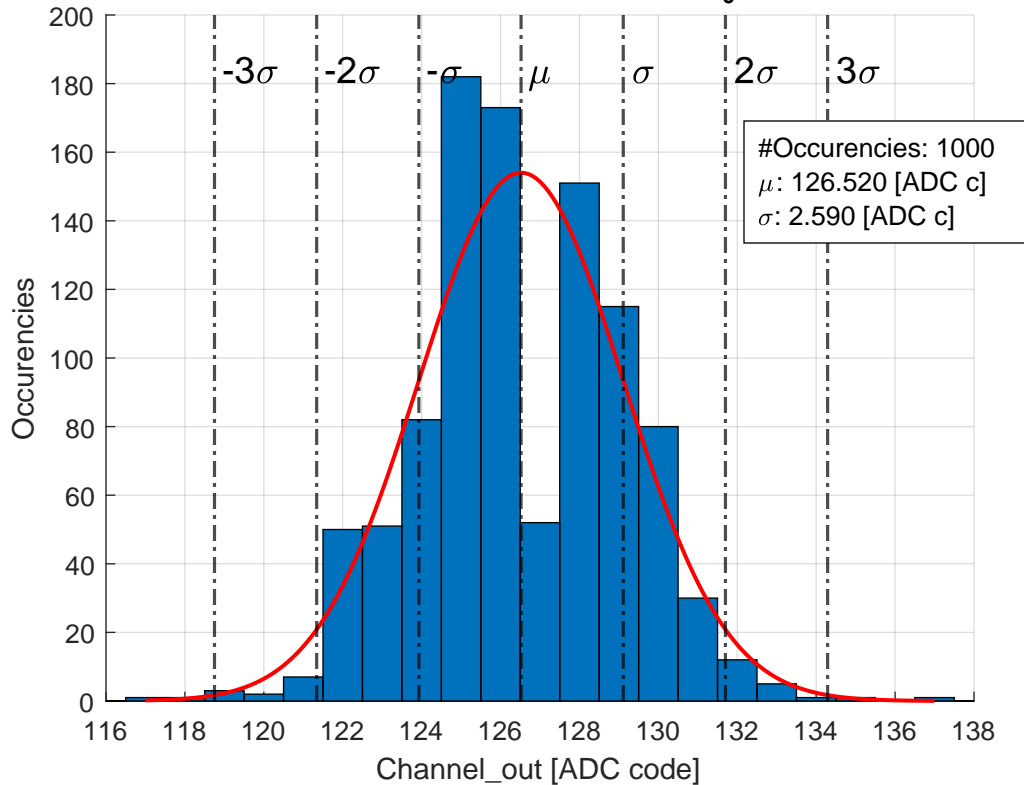 200
180
160
140
120
100
80
60
40
20
0
-3σ -2σ -σ μ σ 2σ 3σ
#Occurencies: 1000
μ: 126.520 [ADC c]
σ: 2.590 [ADC c]
Occurencies
116 118 120 122 124 126 128 130 132 134 136 138
Channel_out [ADC code]